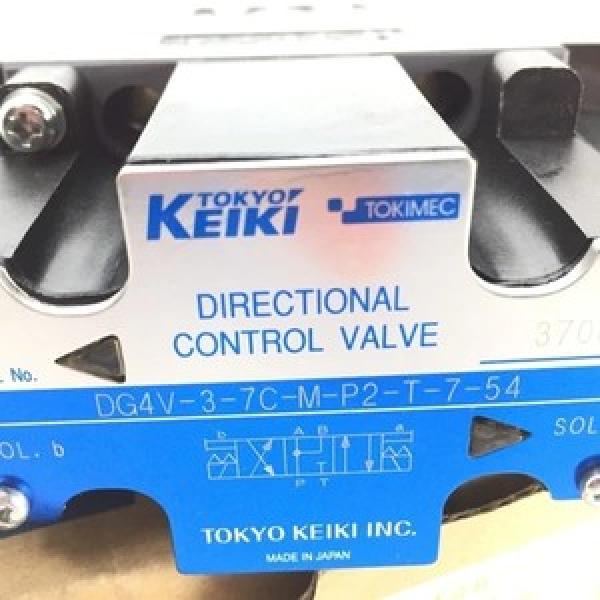 TOKYO KEIKI TOKIMEC
DIRECTIONAL
CONTROL VALVE
370
No.
DG4V-3-7C-M-P2-T-7-54
OL. b
SOL
b A B a
T
P T
TOKYO KEIKI INC.
MADE IN JAPAN